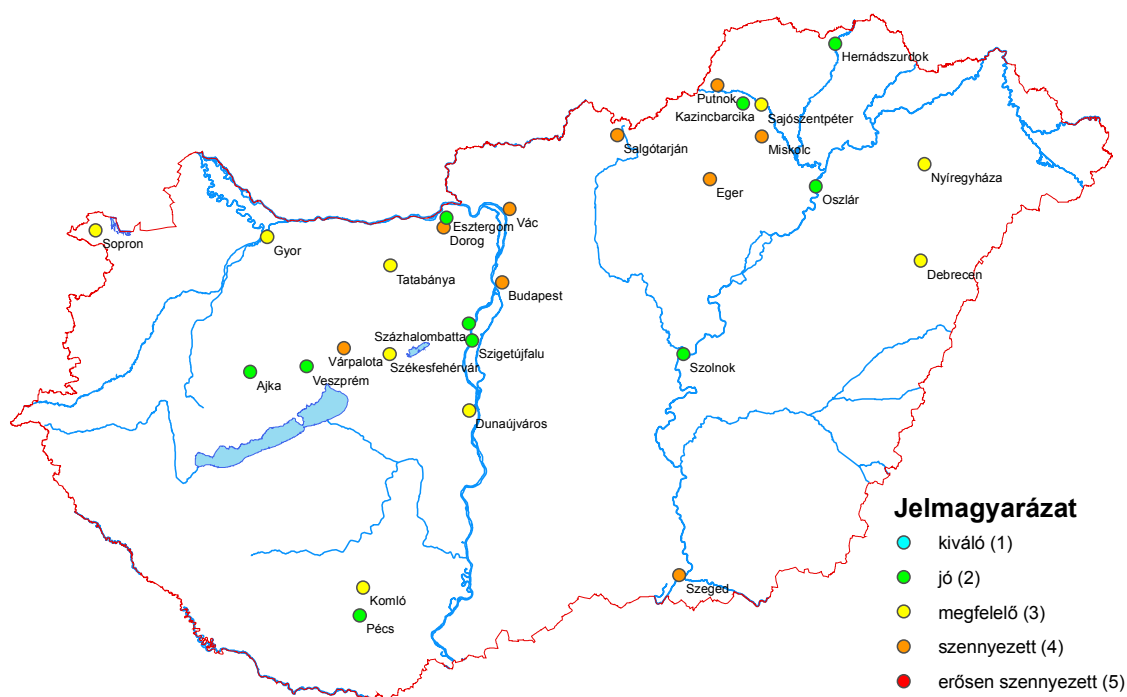 Hernádszurdok
Putnok
Kazincbarcika
Sajószentpéter
Salgótarján
Miskolc
Nyíregyháza
Eger
Oszlár
Vác
Esztergom
Dorog
Sopron
Gyor
Debrecen
Tatabánya
Budapest
Százhalombatta
Szigetújfalu
Várpalota
Székesfehérvár
Szolnok
Veszprém
Ajka
Dunaújváros
Szeged
Komló
Pécs
Jelmagyarázat
kiváló (1)
jó (2)
megfelelő (3)
szennyezett (4)
erősen szennyezett (5)